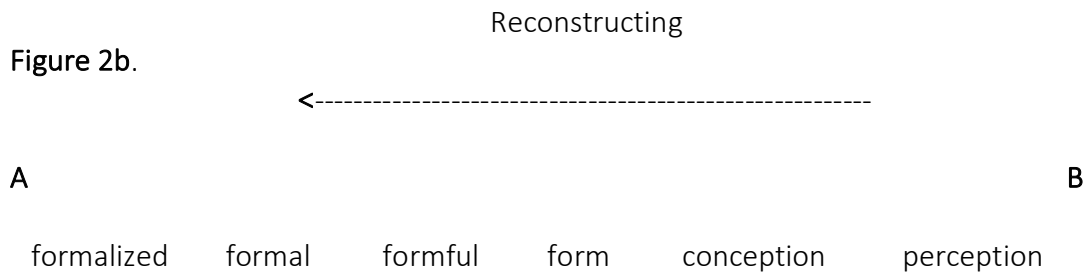 Reconstructing
Figure 2b.
<----------------------------------------------------------
A B
formalized formal formful form conception perception